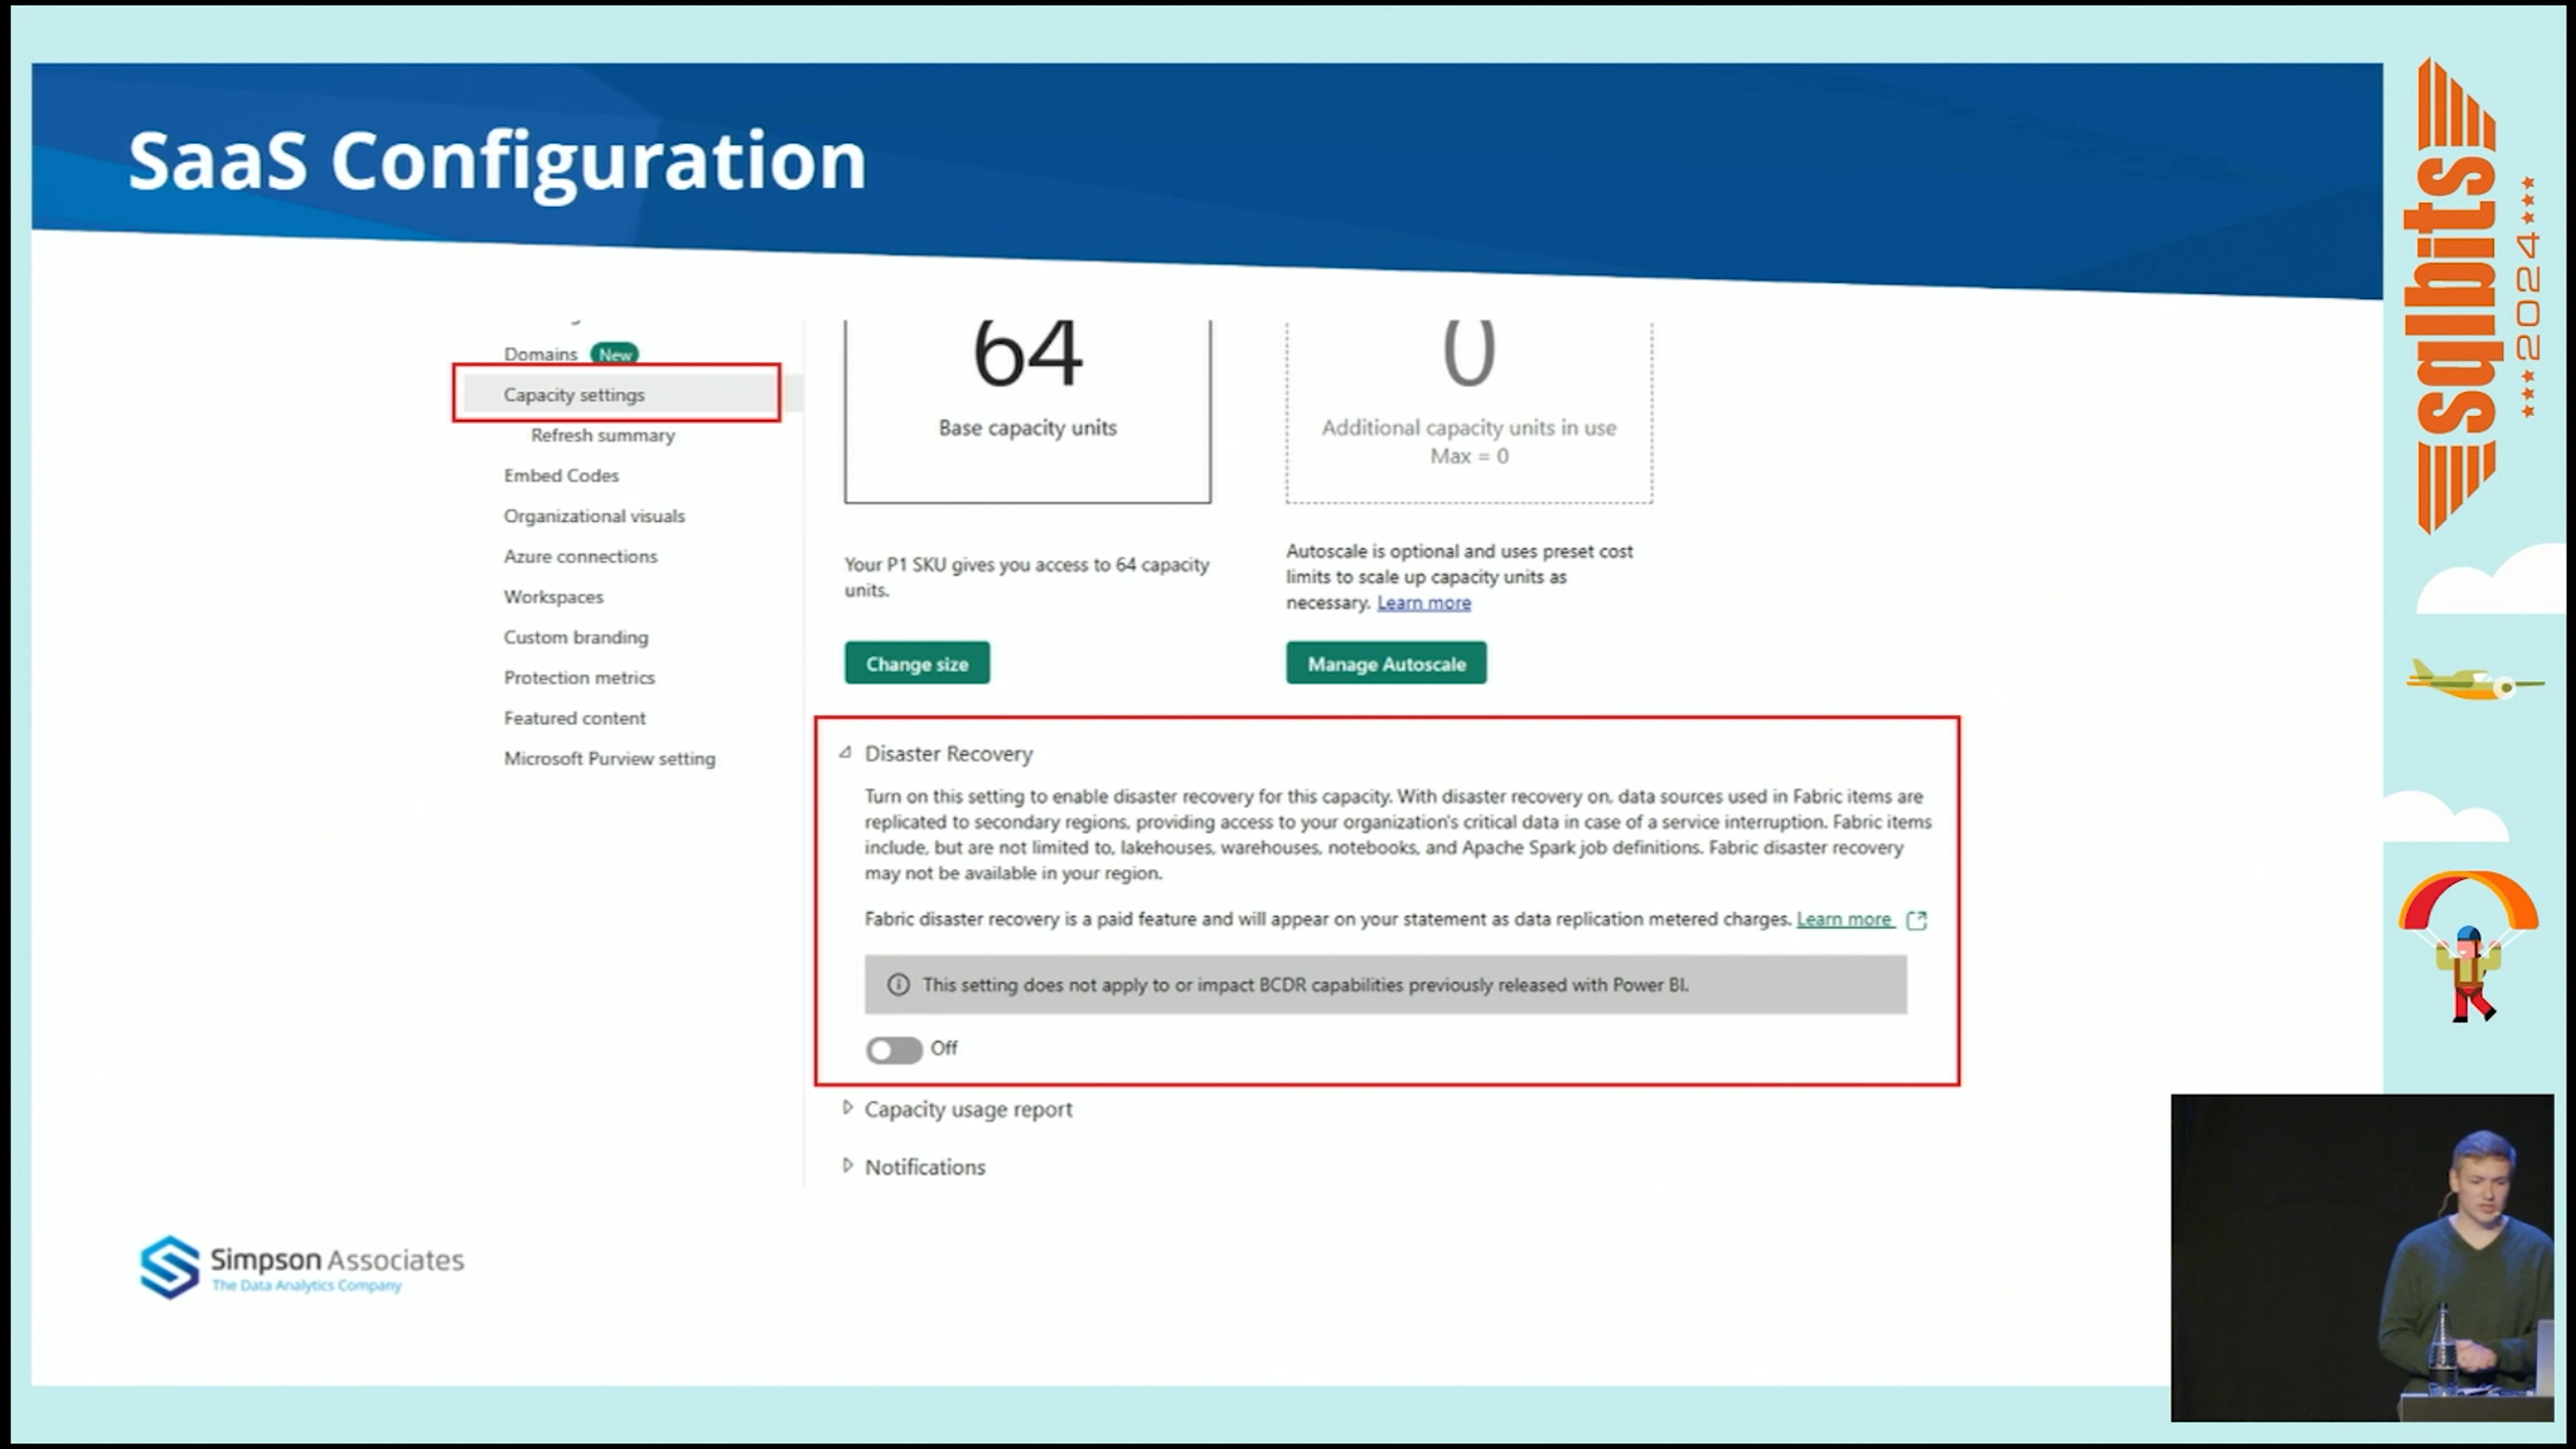 SaaS Configuration
Domains New
Capacity settings
Refresh summary
Embed Codes
Organizational visuals
Azure connections
Workspaces
Custom branding
Protection metrics
Featured content
Microsoft Purview setting
64
Base capacity units
0
Additional capacity units in use
Max = 0
Your P1 SKU gives you access to 64 capacity
units.
Autoscale is optional and uses preset cost
limits to scale up capacity units as
necessary. Learn more
Change size
Manage Autoscale
Disaster Recovery
Turn on this setting to enable disaster recovery for this capacity. With disaster recovery on, data sources used in Fabric items are
replicated to secondary regions, providing access to your organization's critical data in case of a service interruption. Fabric items
include, but are not limited to, lakehouses, warehouses, notebooks, and Apache Spark job definitions. Fabric disaster recovery
may not be available in your region.
Fabric disaster recovery is a paid feature and will appear on your statement as data replication metered charges. Learn more
This setting does not apply to or impact BCDR capabilities previously released with Power BI.
Off
Capacity usage report
Notifications
Simpson Associates
The Data Analytics Company
sqlbits
2024